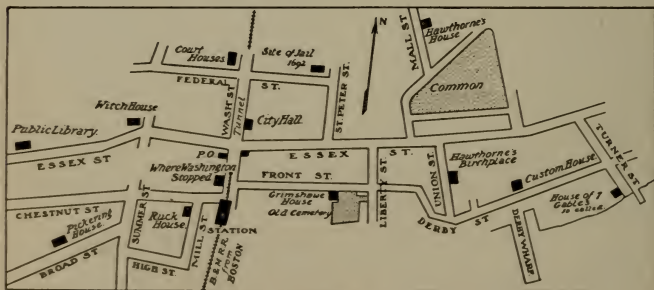 Court
Houses
Site of Jail
1692
N
MALL ST.
Hawthorne's
House
FEDERAL ST.
WASH ST
Tunnel
ST. PETER ST.
Common
Witch House
City Hall
Public Library.
ESSEX ST
P.O.
ESSEX ST.
TURNER ST.
Where Washington
Stopped
FRONT ST.
LIBERTY ST.
UNION ST.
Hawthorne's
Birthplace
Custom House
Grimshawe
House
Old Cemetery
House of 7
Gables
so called
CHESTNUT ST
SUMMER ST
Ruck
House
MILL ST
STATION
DERBY ST
Pickering
House
BROAD ST
HIGH ST.
B.& M.R.R.
from
BOSTON
DERBY WHARF